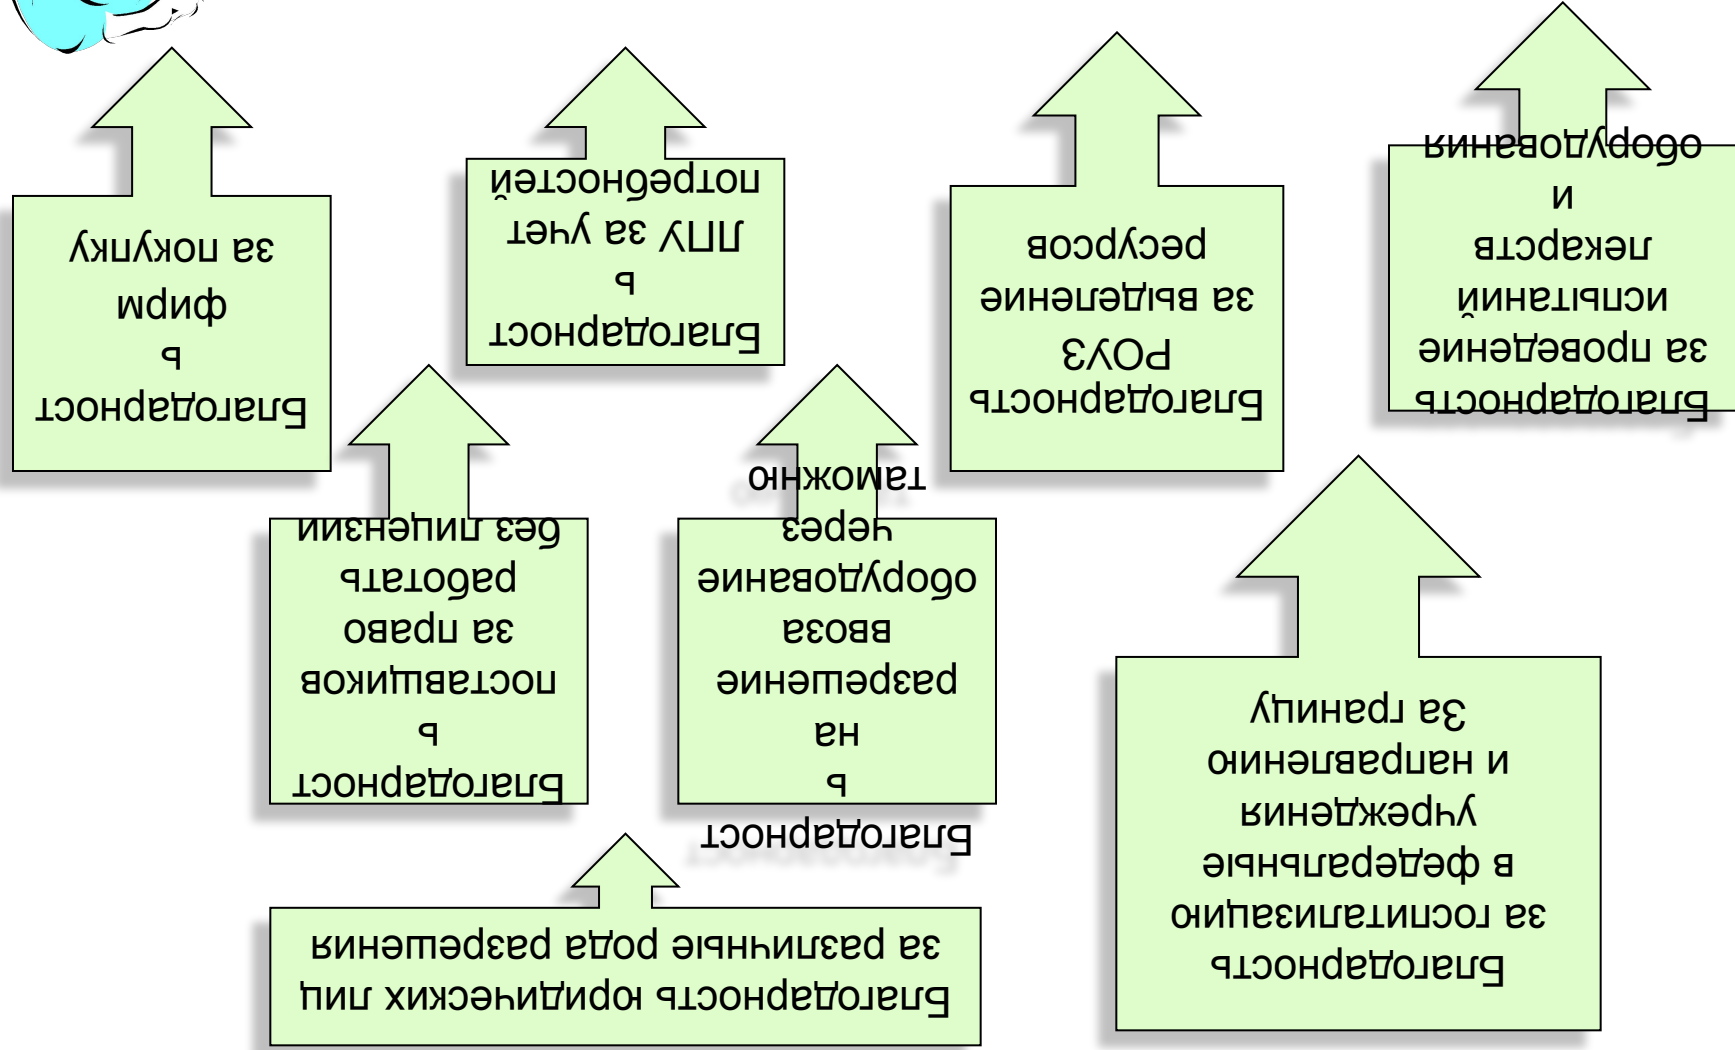 Благодарность
за госпитализацию
в федеральные
учреждения
и направлению
За границу
Благодарность юридических лиц
за различные рода разрешения
Благодарност
ь
на
разрешение
ввоза
оборудование
через
таможню
Благодарност
ь
поставщиков
за право
работать
без лицензии
Благодарность
за проведение
испытаний
лекарств
и
оборудования
Благодарность
РОУЗ
за выделение
ресурсов
Благодарност
ь
ЛПУ за учет
потребностей
Благодарност
ь
фирм
за покупку